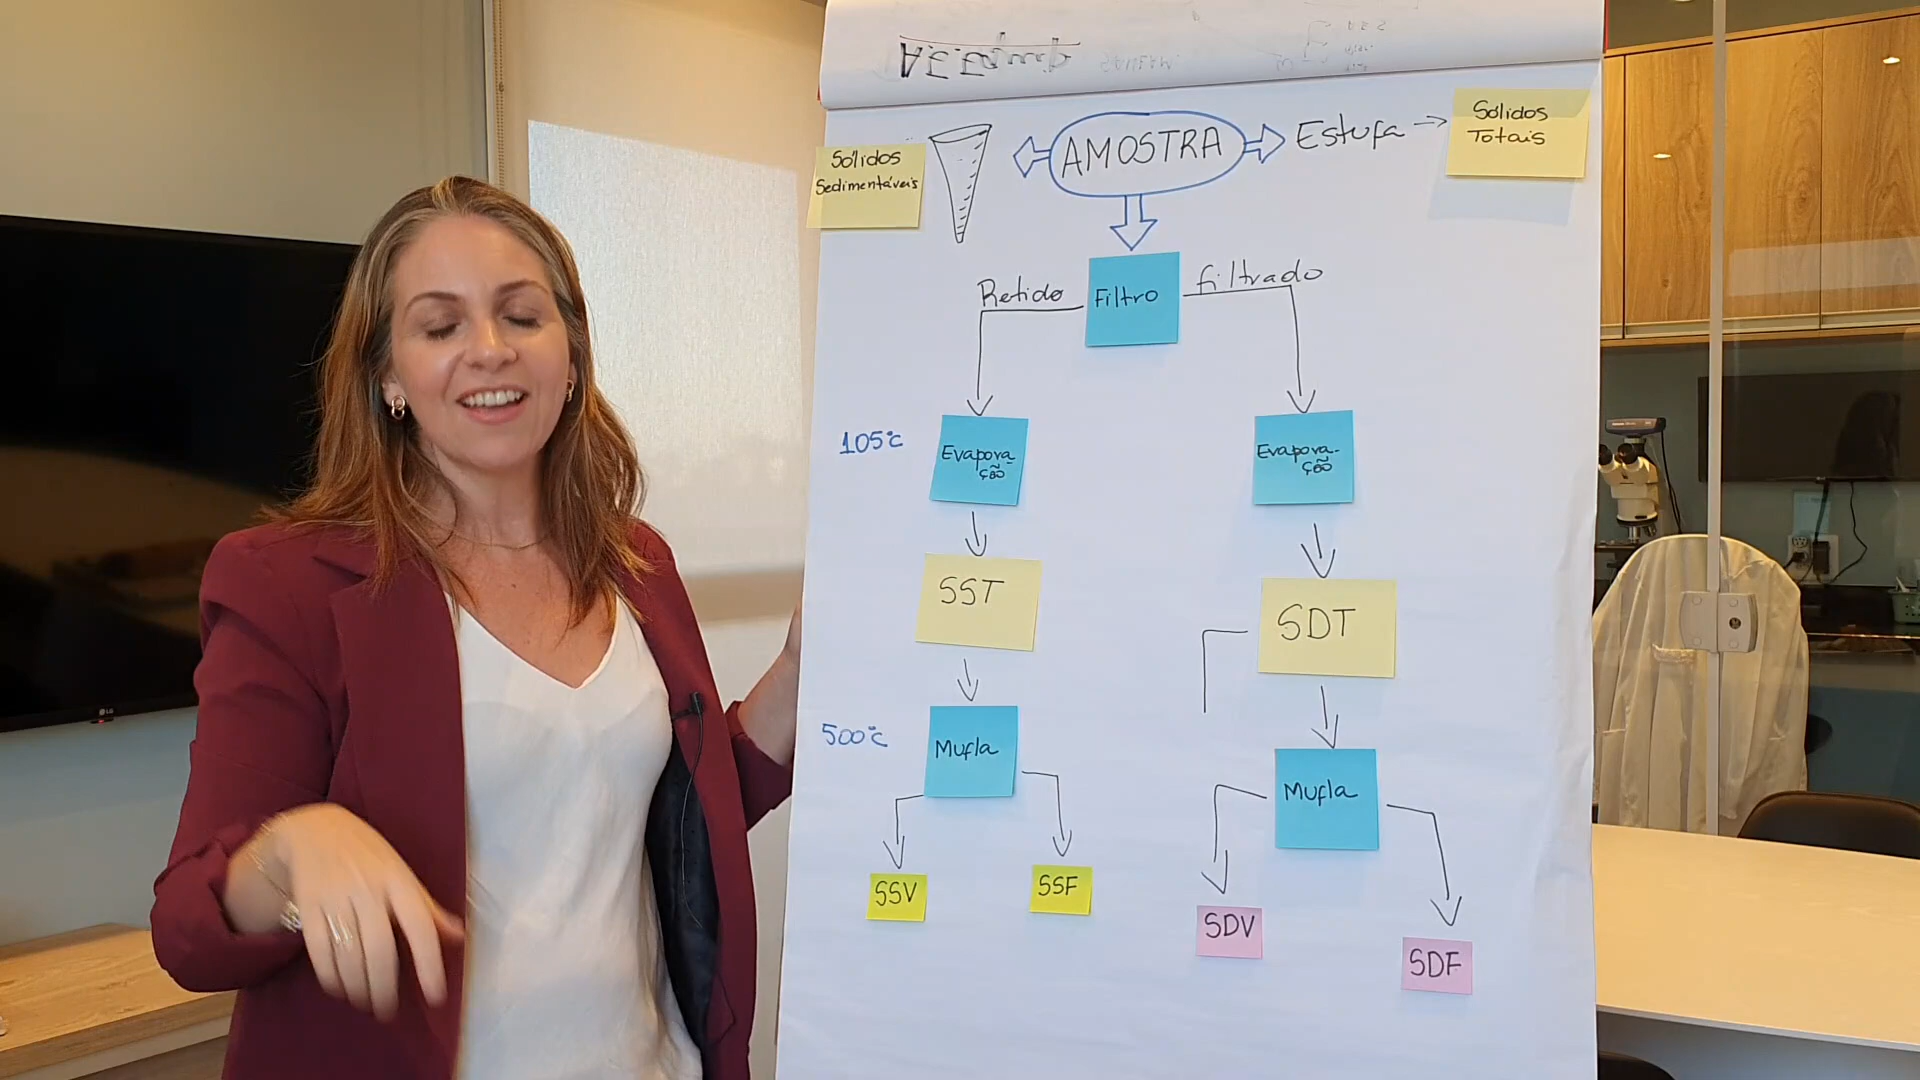 Sólidos
Sedimentáveis
AMOSTRA
Estufa
Sólidos
Totais
Retido
Filtro
filtrado
105°c
Evapora-
ção
Evapora-
ção
SST
SDT
500°c
Mufla
Mufla
SSV
SSF
SDV
SDF
LG